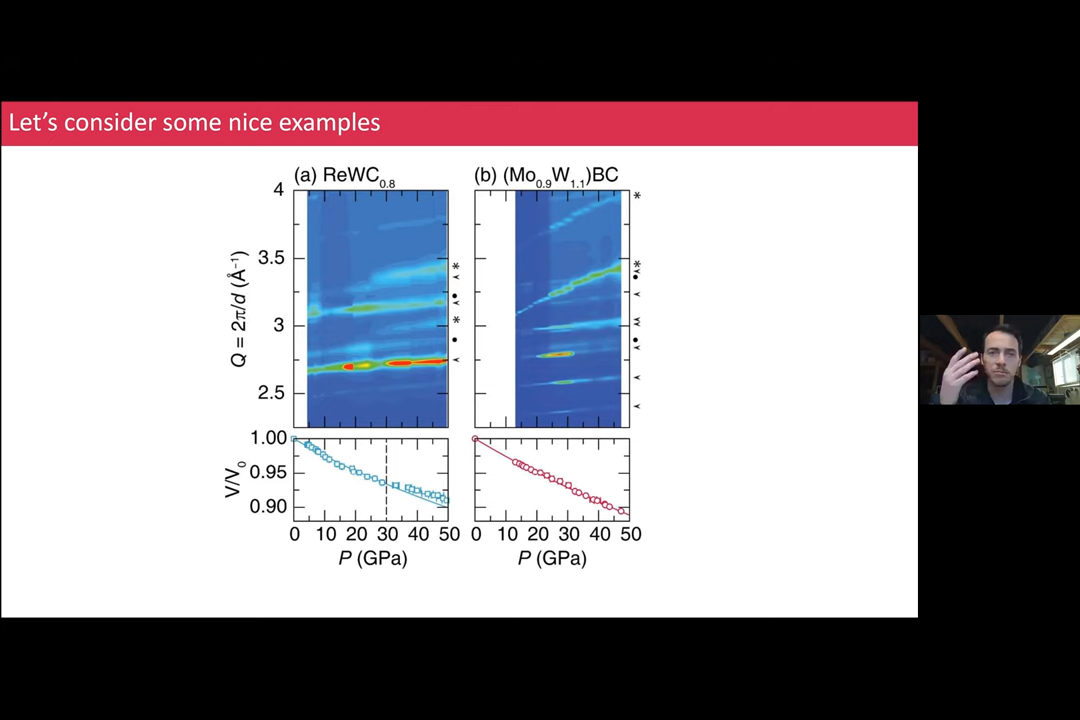 Let's consider some nice examples
(a) ReWC0.8
(b) (Mo0.9W1.1)BC
4
3.5
3
2.5
Q = 2π/d (Å−1)
*
*
*
*
*
1.00
0.95
0.90
V/V0
0 10 20 30 40 50
0 10 20 30 40 50
P (GPa)
P (GPa)